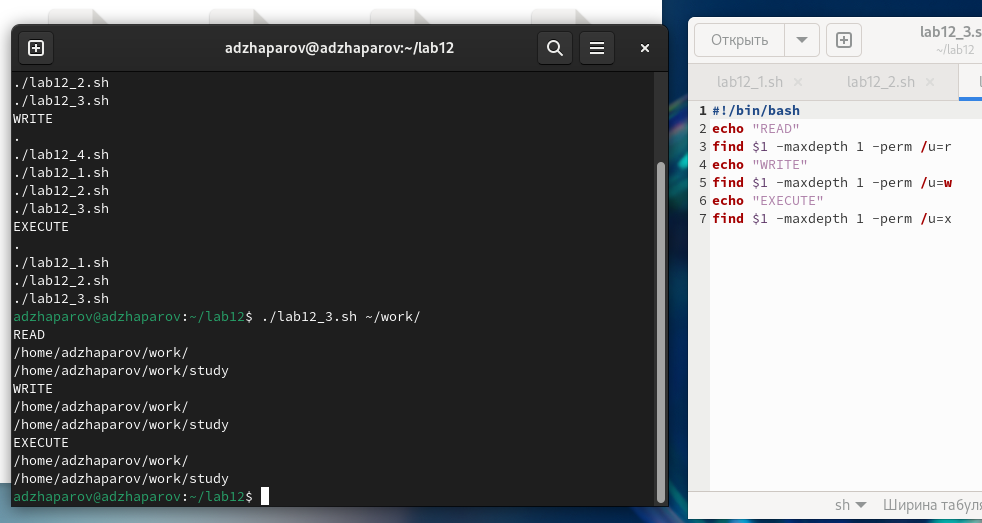 adzhaparov@adzhaparov:~/lab12
./lab12_2.sh
./lab12_3.sh
WRITE
.
./lab12_4.sh
./lab12_1.sh
./lab12_2.sh
./lab12_3.sh
EXECUTE
.
./lab12_1.sh
./lab12_2.sh
./lab12_3.sh
adzhaparov@adzhaparov:~/lab12$ ./lab12_3.sh ~/work/
READ
/home/adzhaparov/work/
/home/adzhaparov/work/study
WRITE
/home/adzhaparov/work/
/home/adzhaparov/work/study
EXECUTE
/home/adzhaparov/work/
/home/adzhaparov/work/study
adzhaparov@adzhaparov:~/lab12$
Открыть
lab12_3.s
~/lab12
lab12_1.sh
lab12_2.sh
1 #!/bin/bash
2 echo "READ"
3 find $1 -maxdepth 1 -perm /u=r
4 echo "WRITE"
5 find $1 -maxdepth 1 -perm /u=w
6 echo "EXECUTE"
7 find $1 -maxdepth 1 -perm /u=x
sh Ширина табуля